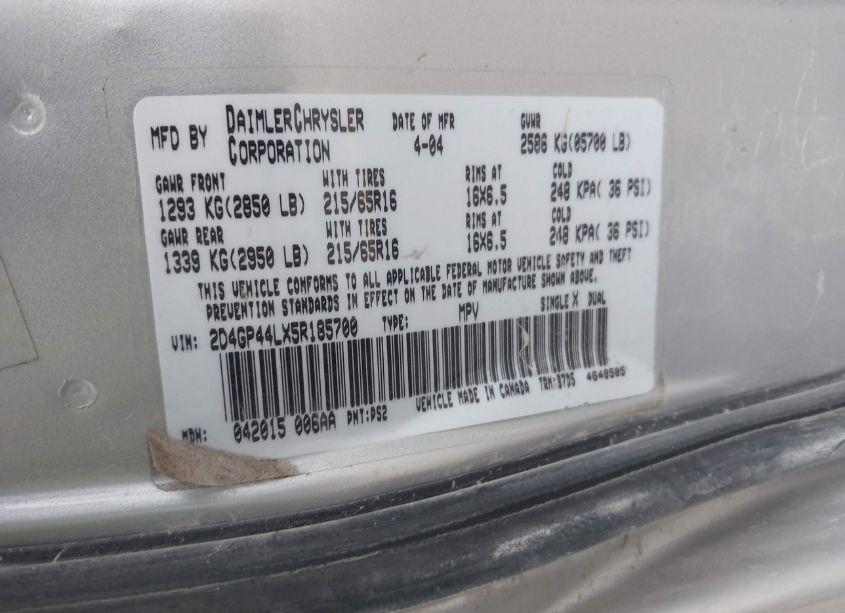 MFD BY DAIMLERCHRYSLER CORPORATION DATE OF MFR 4-04 GVWR 2586 KG(05700 LB)
GAWR FRONT WITH TIRES RIMS AT COLD
1293 KG(2850 LB) 215/65R16 16X6.5 248 KPA( 36 PSI)
GAWR REAR WITH TIRES RIMS AT COLD
1339 KG(2950 LB) 215/65R16 16X6.5 248 KPA( 36 PSI)
THIS VEHICLE CONFORMS TO ALL APPLICABLE FEDERAL MOTOR VEHICLE SAFETY AND THEFT
PREVENTION STANDARDS IN EFFECT ON THE DATE OF MANUFACTURE SHOWN ABOVE.
VIN: 2D4GP44LX5R185700 TYPE: MPV SINGLE X DUAL
MDH: 042015 006AA PNT:PS2 VEHICLE MADE IN CANADA TRM: 4648505